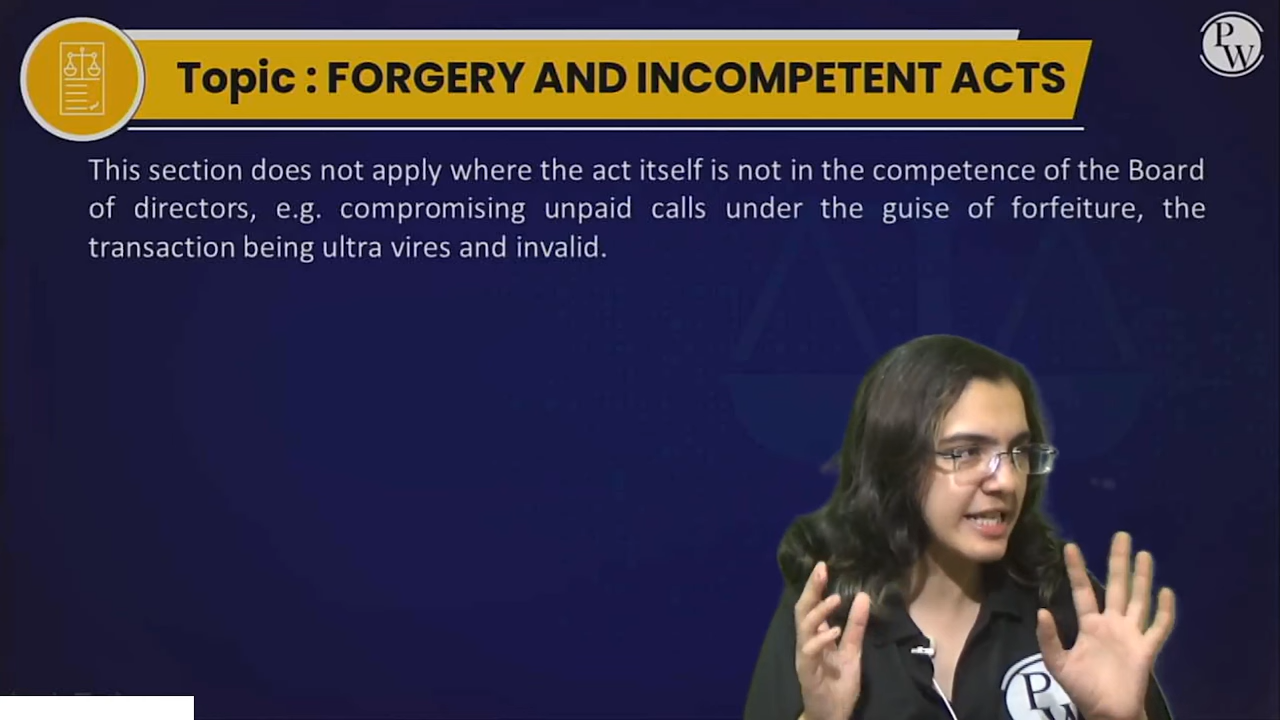 Topic : FORGERY AND INCOMPETENT ACTS
PW
This section does not apply where the act itself is not in the competence of the Board
of directors, e.g. compromising unpaid calls under the guise of forfeiture, the
transaction being ultra vires and invalid.
PW